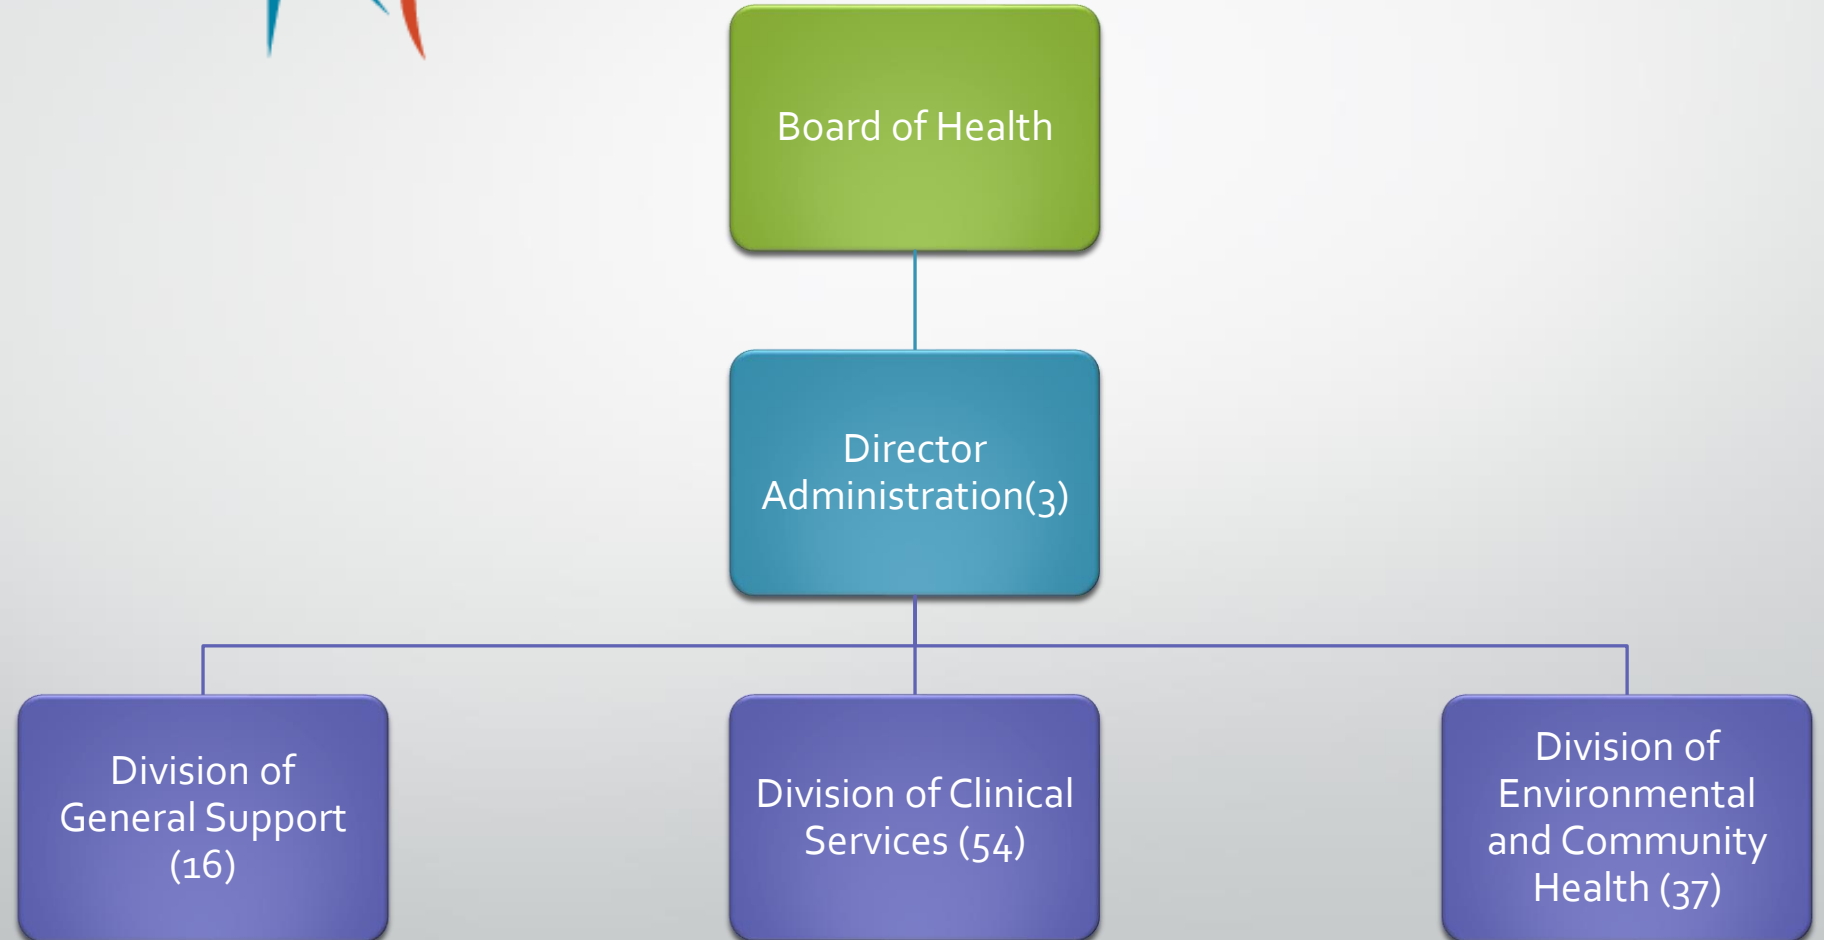 Board of Health
Director
Administration(3)
Division of
General Support
(16)
Division of Clinical
Services (54)
Division of
Environmental
and Community
Health (37)